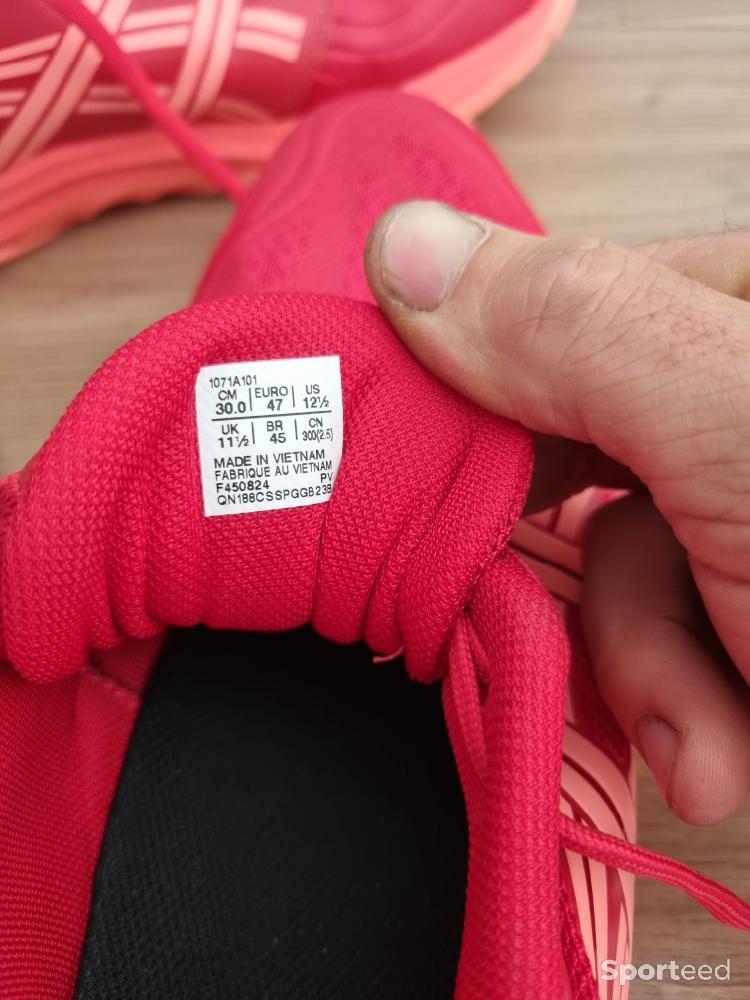 1071A101
CM EURO US
30.0 47 12½
UK BR CN
11½ 45 300(2.5)
MADE IN VIETNAM
FABRIQUE AU VIETNAM
F450824 PV
QN188CSSPGGB23B
Sporteed